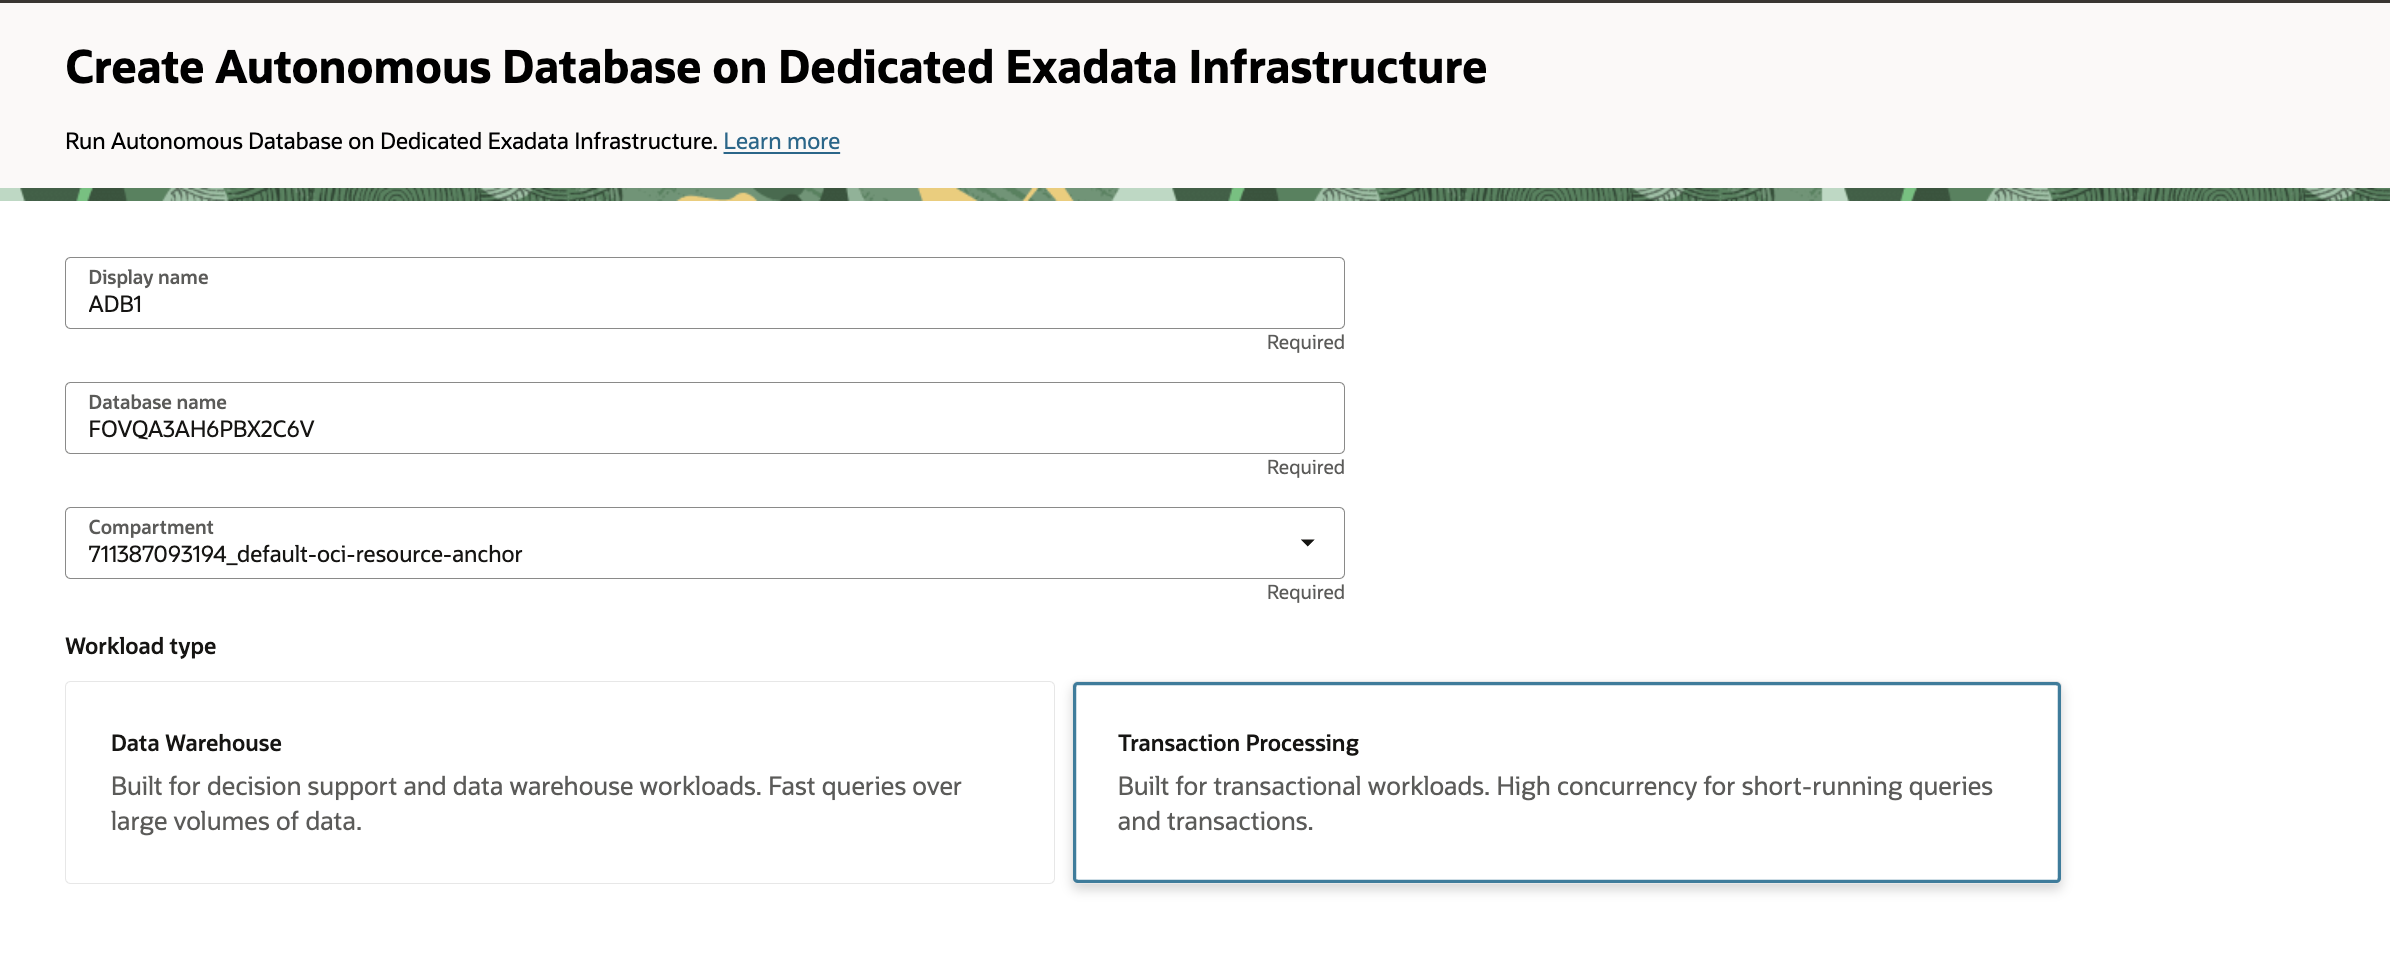 Create Autonomous Database on Dedicated Exadata Infrastructure
Run Autonomous Database on Dedicated Exadata Infrastructure. Learn more
Display name
ADB1
Required
Database name
FOVQA3AH6PBX2C6V
Required
Compartment
711387093194_default-oci-resource-anchor
Required
Workload type
Data Warehouse
Built for decision support and data warehouse workloads. Fast queries over
large volumes of data.
Transaction Processing
Built for transactional workloads. High concurrency for short-running queries
and transactions.